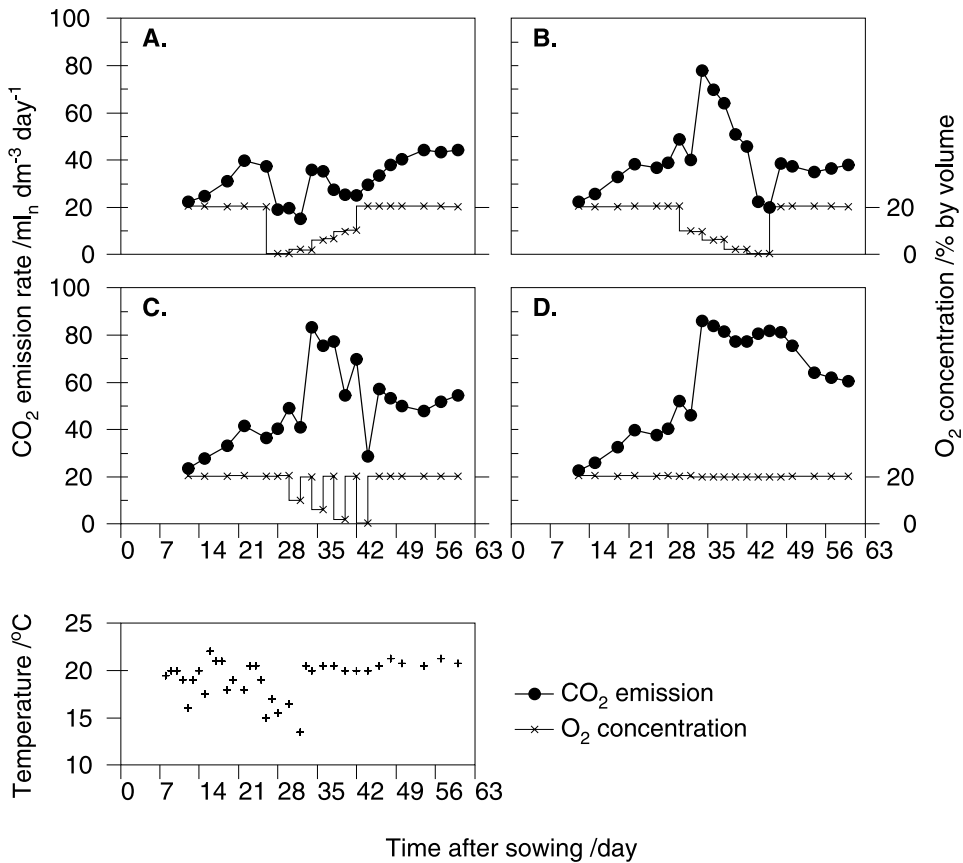 A.
B.
100
80
60
40
20
0
20
0
C.
D.
100
80
60
40
20
0
20
0
0 7 14 21 28 35 42 49 56 63
0 7 14 21 28 35 42 49 56 63
CO₂ emission rate /mlₙ dm⁻³ day⁻¹
O₂ concentration /% by volume
25
20
15
10
Temperature /ºC
0 7 14 21 28 35 42 49 56 63
CO₂ emission
O₂ concentration
Time after sowing /day